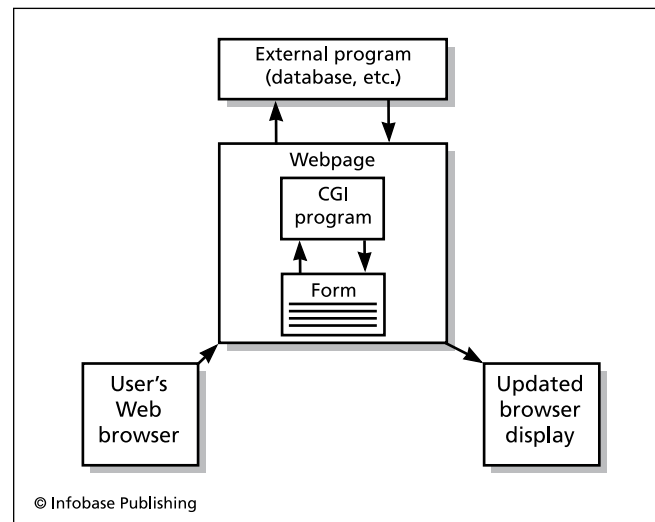 External program
(database, etc.)
Webpage
CGI
program
Form
User's
Web
browser
Updated
browser
display
© Infobase Publishing